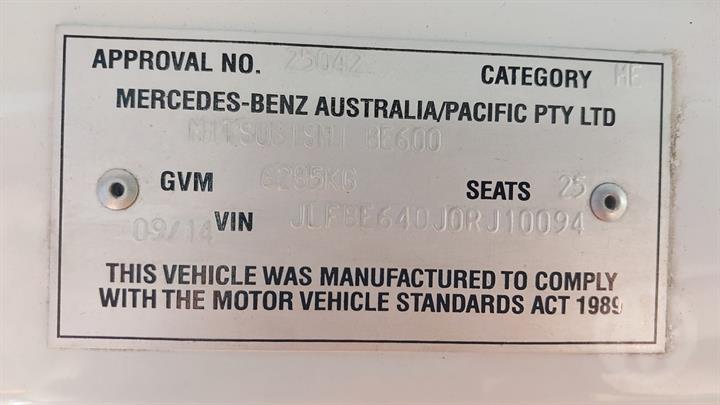 APPROVAL NO. 25042 CATEGORY ME
MERCEDES-BENZ AUSTRALIA/PACIFIC PTY LTD
MITSUBISHI BE600
GVM 6295KG SEATS 25
09/14 VIN JLFBE640J0RJ10094
THIS VEHICLE WAS MANUFACTURED TO COMPLY
WITH THE MOTOR VEHICLE STANDARDS ACT 1989